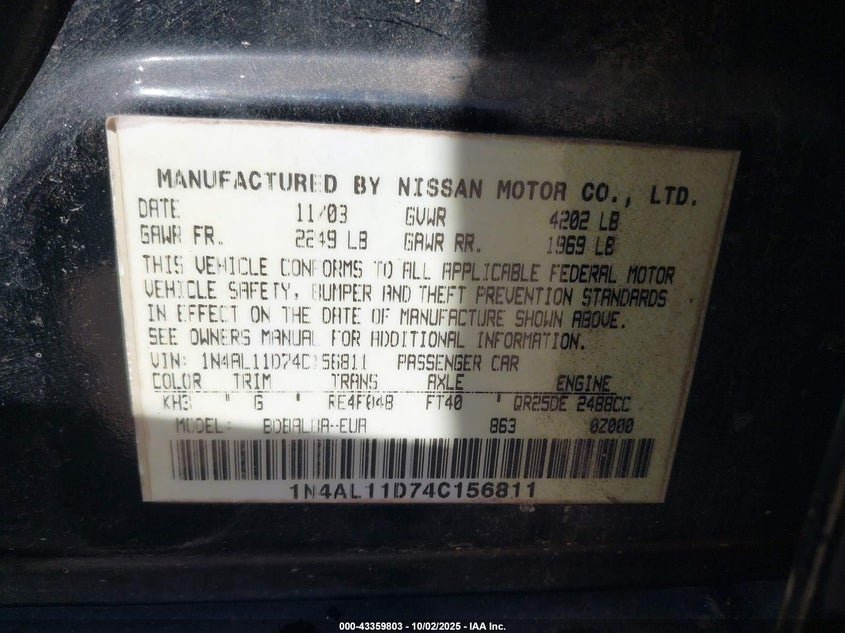 MANUFACTURED BY NISSAN MOTOR CO., LTD.
DATE 11/03 GVWR 4202 LB
GAWR FR. 2249 LB GAWR RR. 1969 LB
THIS VEHICLE CONFORMS TO ALL APPLICABLE FEDERAL MOTOR
VEHICLE SAFETY, BUMPER AND THEFT PREVENTION STANDARDS
IN EFFECT ON THE DATE OF MANUFACTURE SHOWN ABOVE.
SEE OWNERS MANUAL FOR ADDITIONAL INFORMATION.
VIN: 1N4AL11D74C156811 PASSENGER CAR
COLOR TRIM TRANS AXLE ENGINE
KH3 " G ' RE4F04B FT40 ' QR25DE 2488CC
MODEL: 863 0Z000
1N4AL11D74C156811
000-43359803 - 10/02/2025 - IAA Inc.